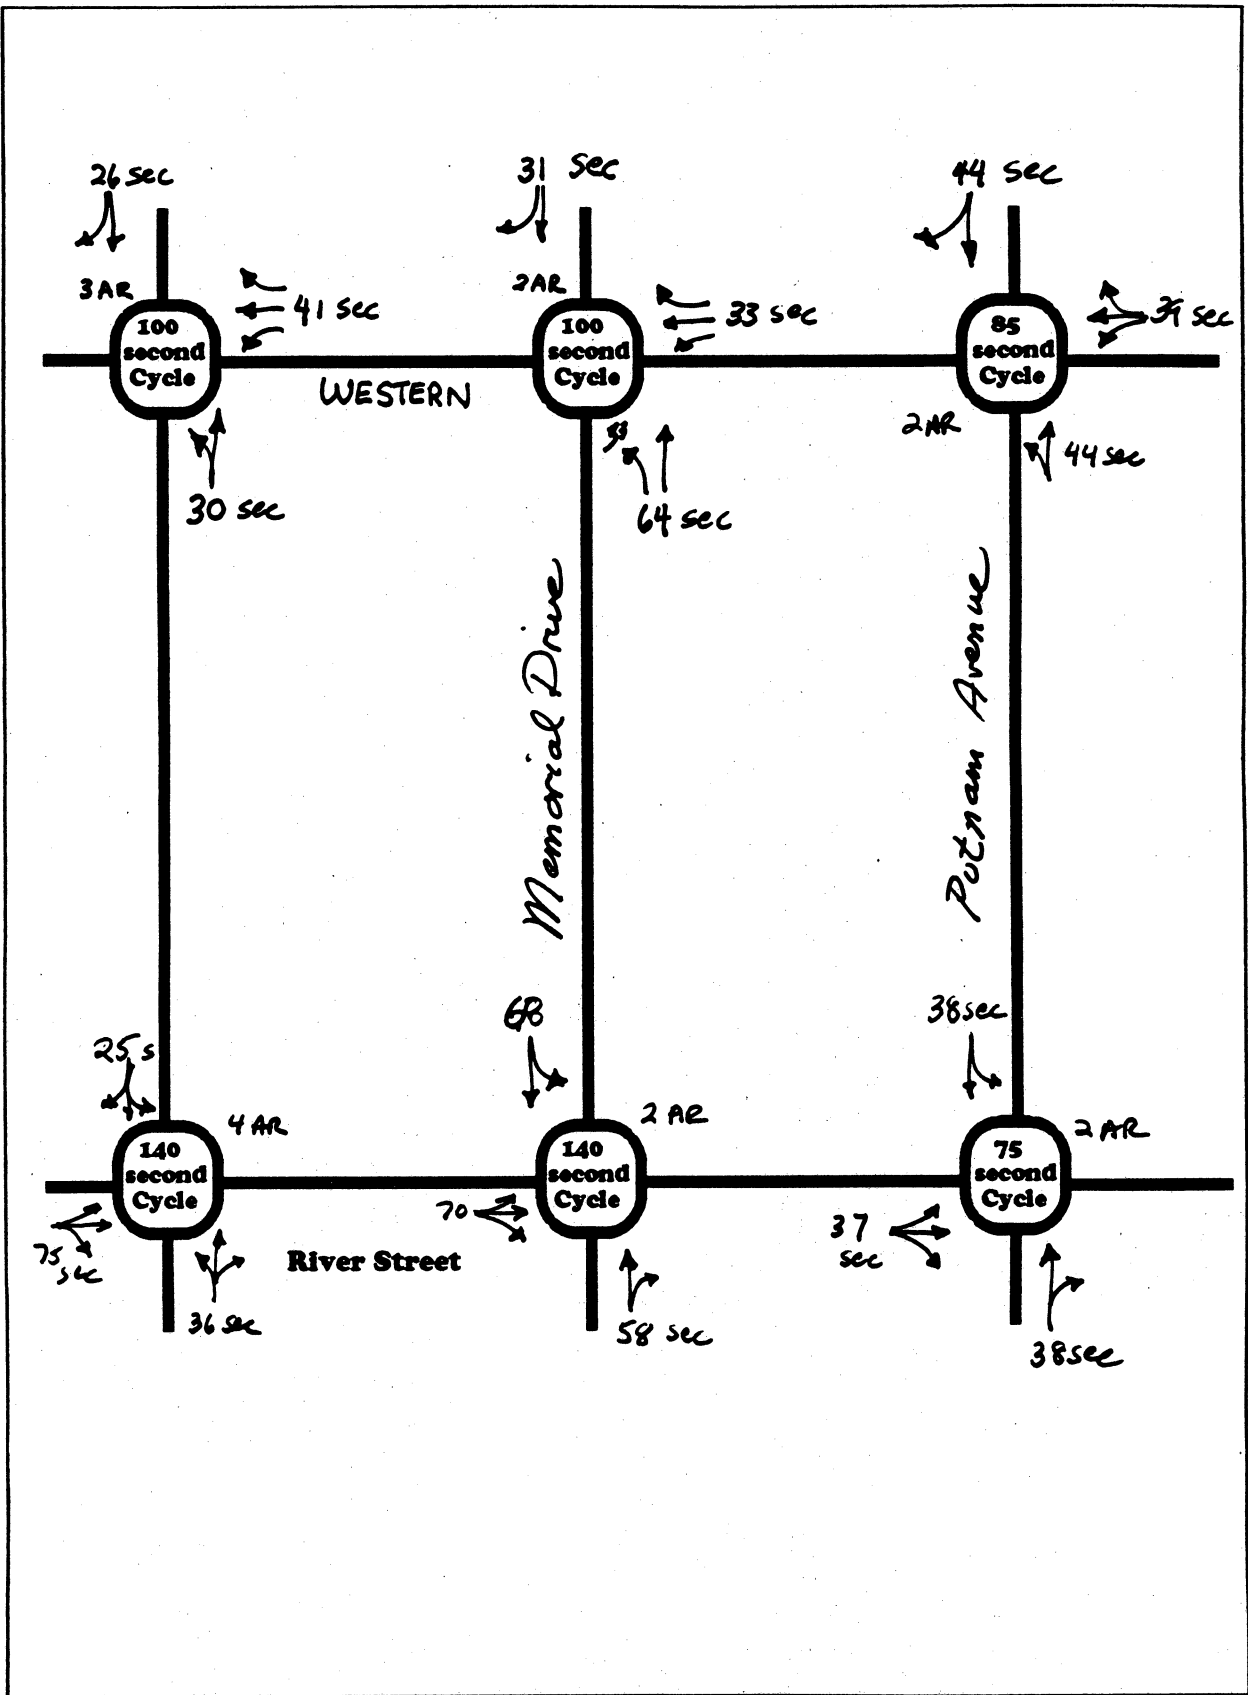 26 sec
31 sec
44 sec
3 AR
100
second
Cycle
41 sec
2 AR
100
second
Cycle
33 sec
85
second
Cycle
39 sec
WESTERN
2 AR
33
44 sec
30 sec
64 sec
Memorial Drive
Putnam Avenue
25 s
68
38 sec
4 AR
140
second
Cycle
2 AR
140
second
Cycle
2 AR
75
second
Cycle
75
sec
70
37
sec
River Street
36 sec
58 sec
38 sec